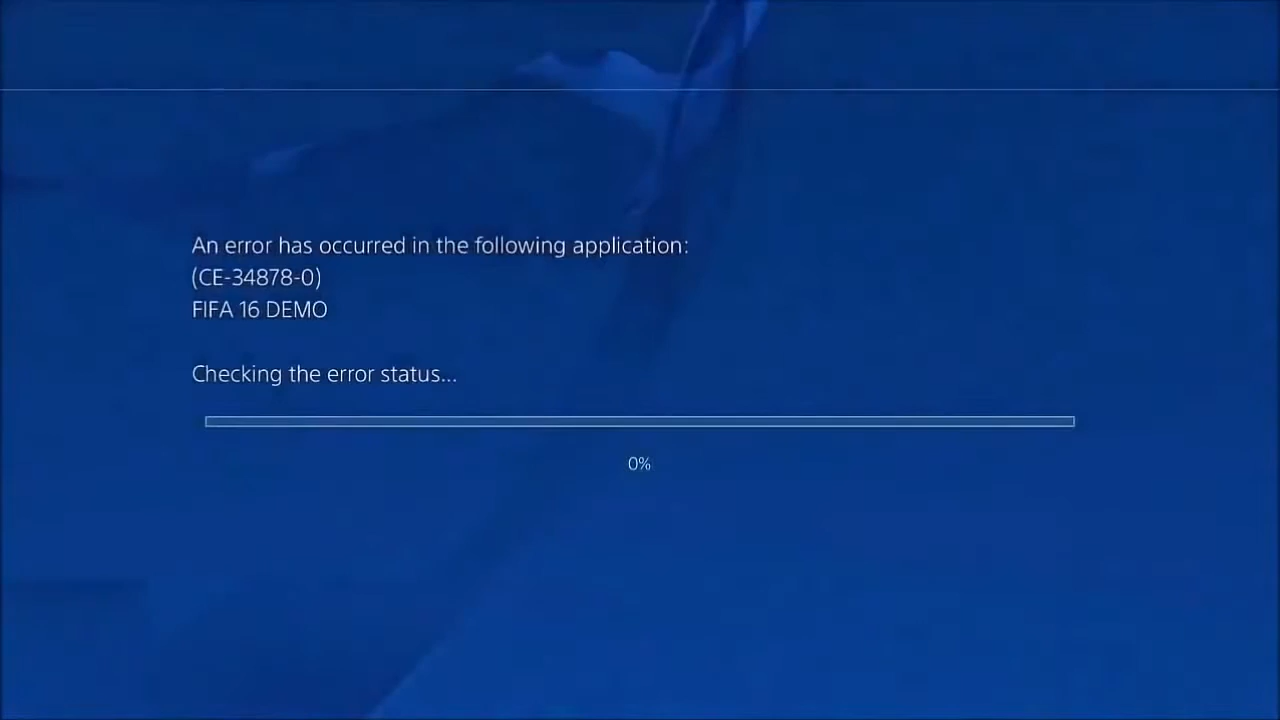 An error has occurred in the following application:
(CE-34878-0)
FIFA 16 DEMO
Checking the error status...
0%